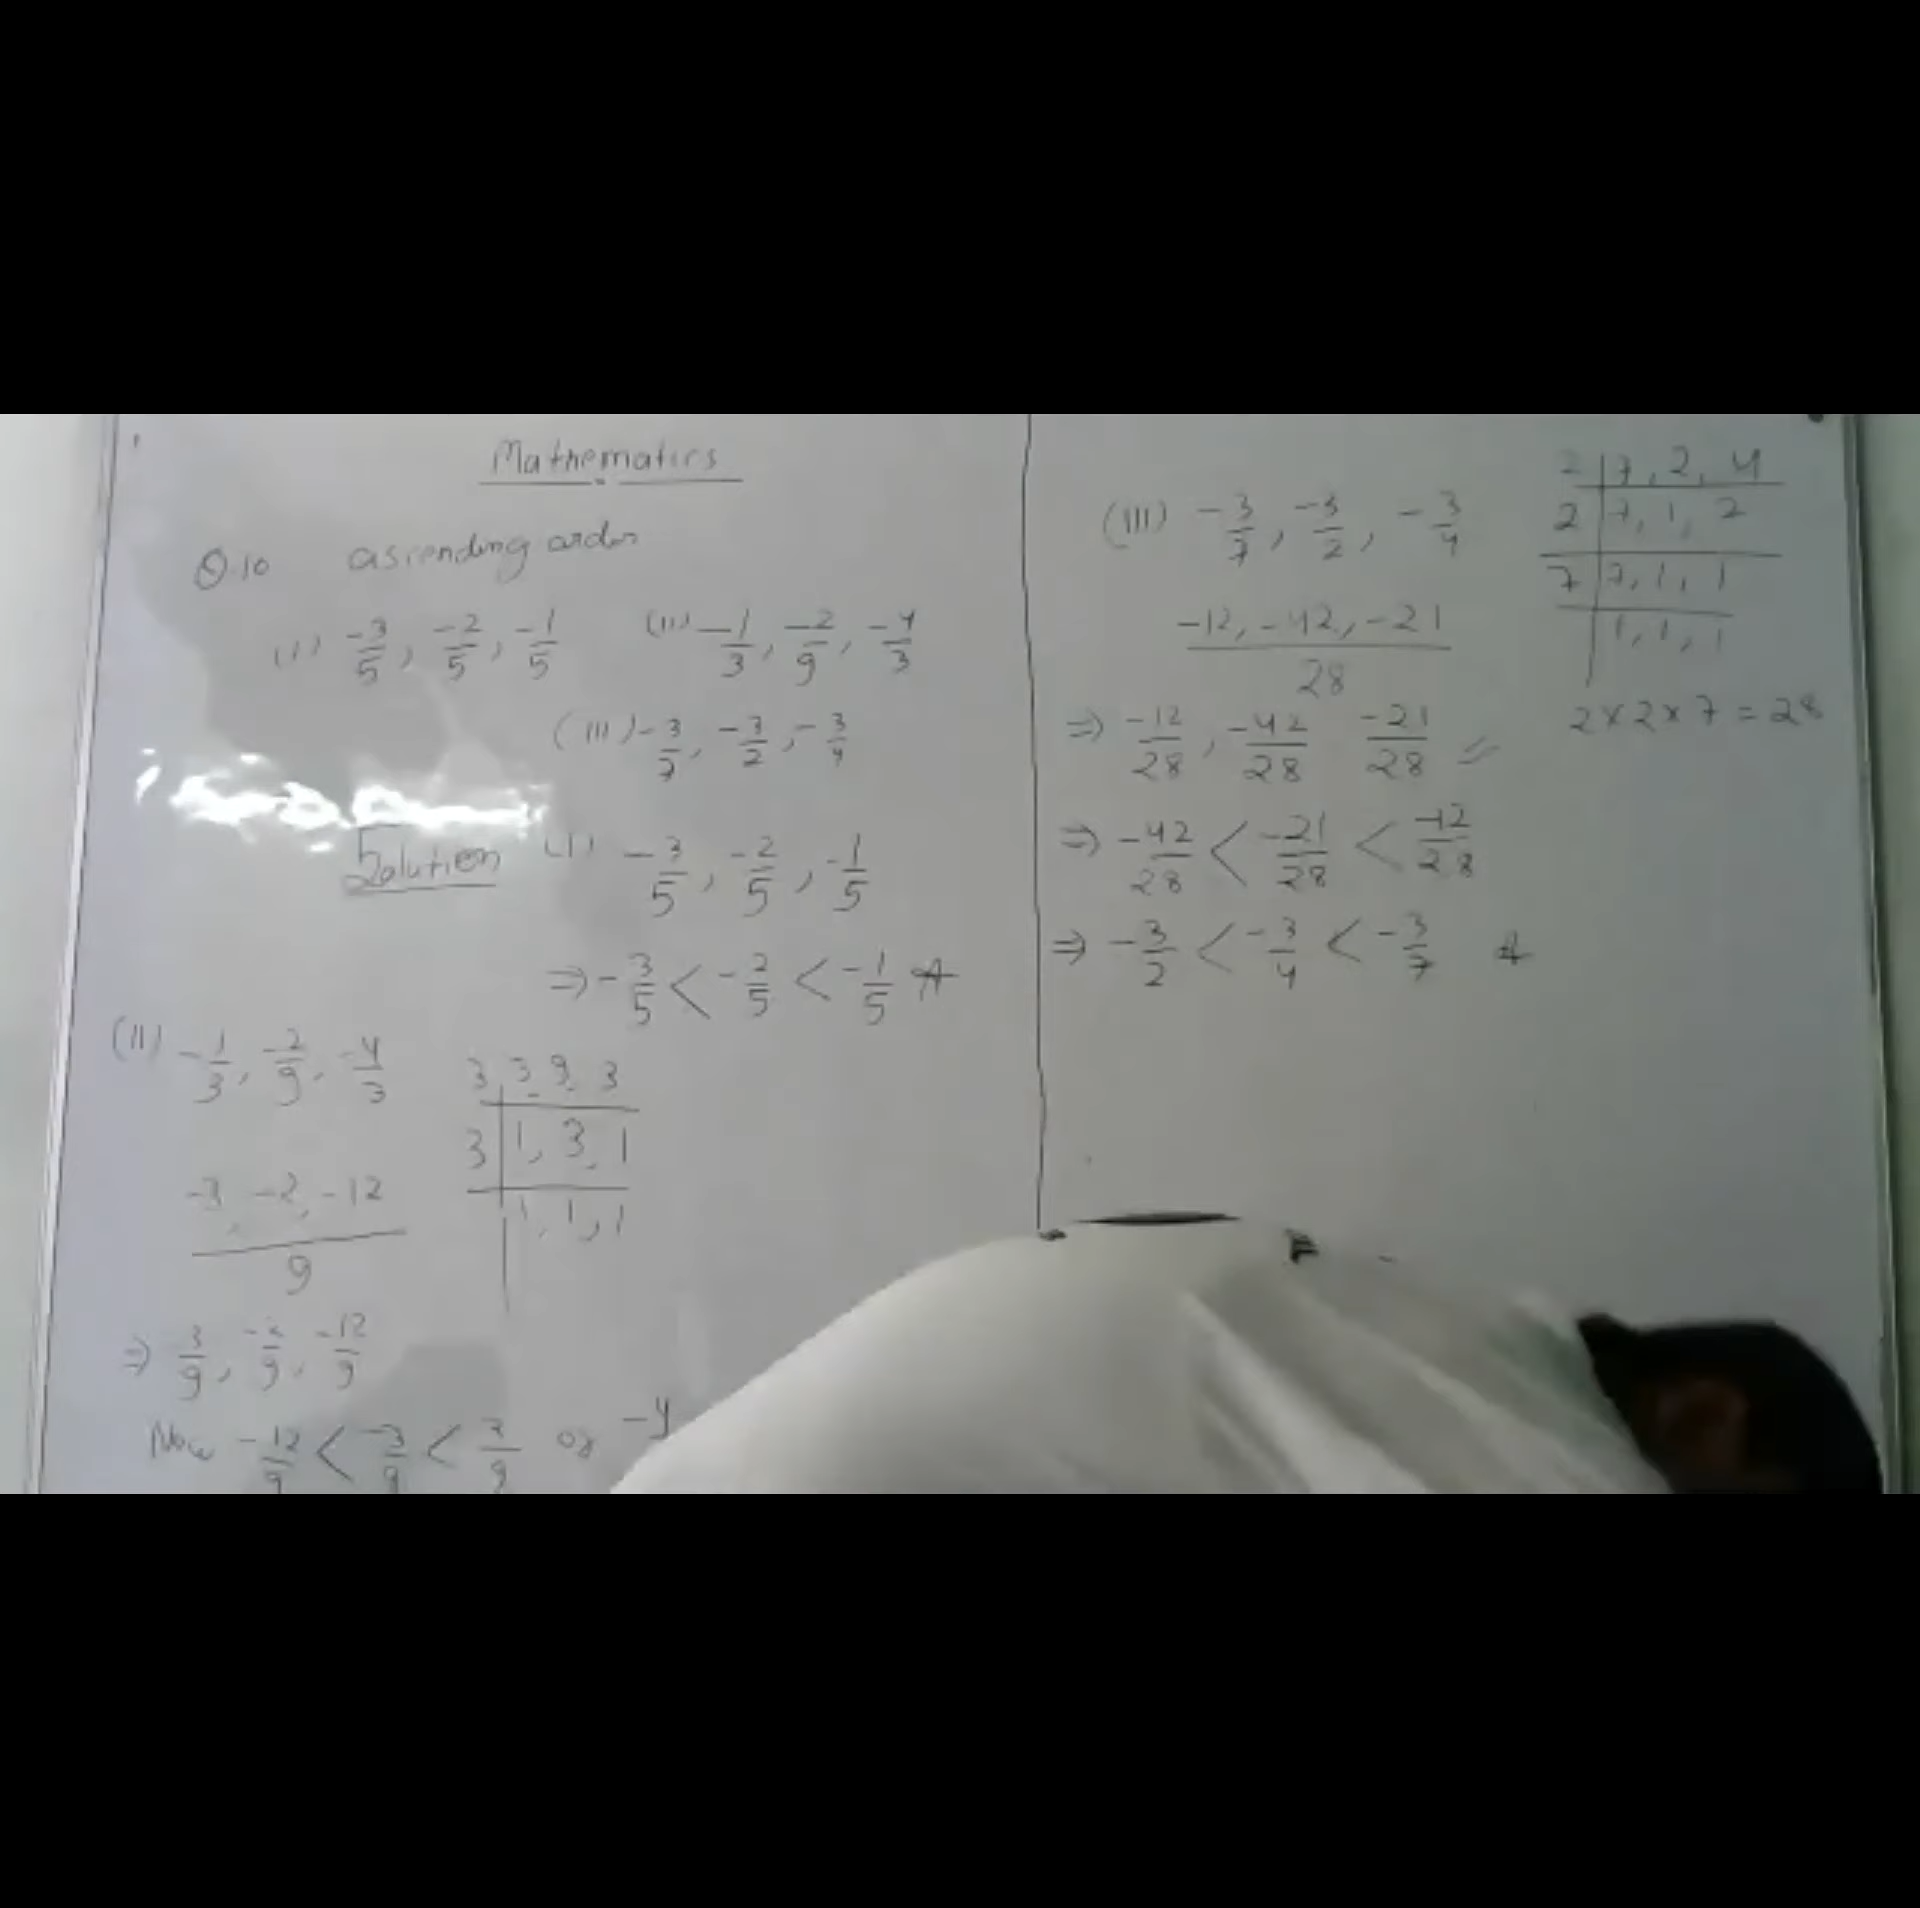 Mathematics
Q.10 ascending order
(i) -3/5, -2/5, -1/5 (ii) -1/3, -2/9, -4/3
(iii) -3/7, -3/2, -3/4
Solution (i) -3/5, -2/5, -1/5
⇒ -3/5 < -2/5 < -1/5 A
(ii) -1/3, -2/9, -4/3
3 3, 9, 3
3 | 1, 3, 1
| 1, 1, 1
-3, -2, -12
9
⇒ 3/9, -2/9, -12/9
Now -12/9 < -3/9 < 2/9 or -4
(iii) -3/7, -3/2, -3/4
2 | 7, 2, 4
2 | 7, 1, 2
7 | 7, 1, 1
| 1, 1, 1
2×2×7 = 28
-12, -42, -21
28
⇒ -12/28, -42/28 -21/28
⇒ -42/28 < -21/28 < -12/28
⇒ -3/2 < -3/4 < -3/7 A